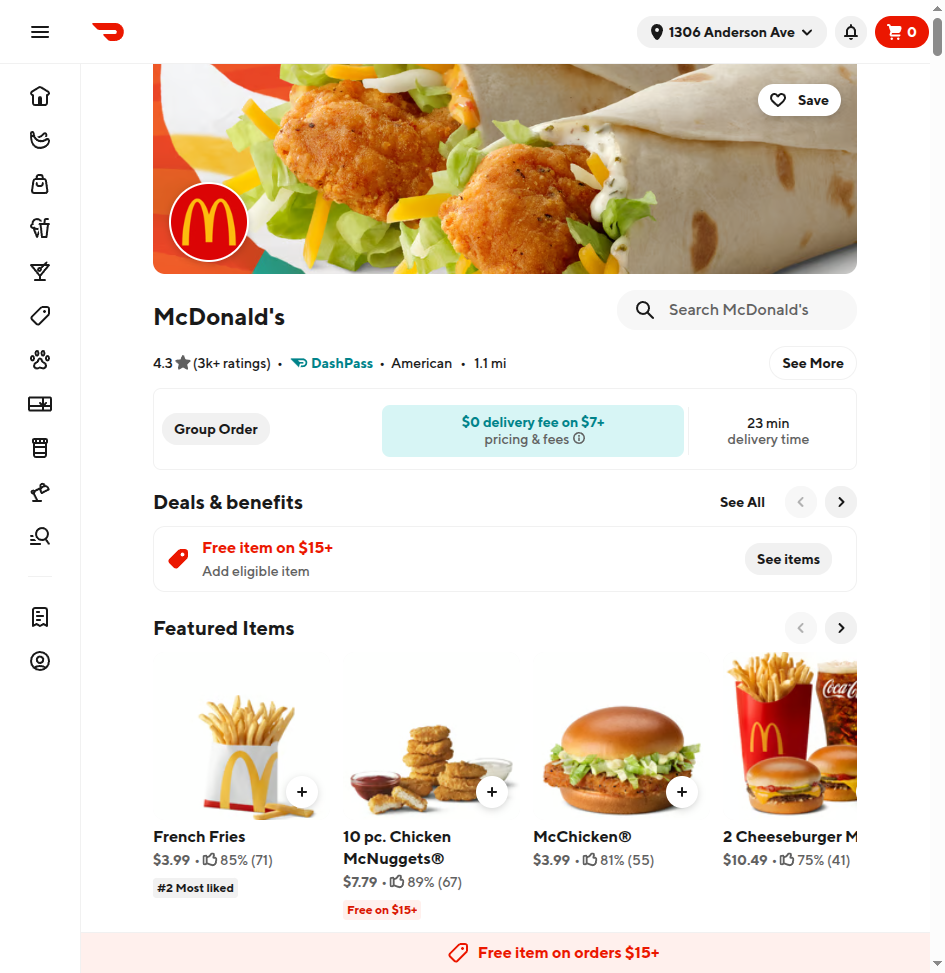 1306 Anderson Ave
0
Save
McDonald's
Search McDonald's
4.3 (3k+ ratings) • DashPass • American • 1.1 mi
See More
Group Order
$0 delivery fee on $7+
pricing & fees
23 min
delivery time
Deals & benefits
See All
Free item on $15+
Add eligible item
See items
Featured Items
Coca-C
French Fries
$3.99 • 85% (71)
#2 Most liked
10 pc. Chicken
McNuggets®
$7.79 • 89% (67)
Free on $15+
McChicken®
$3.99 • 81% (55)
2 Cheeseburger M
$10.49 • 75% (41)
Free item on orders $15+